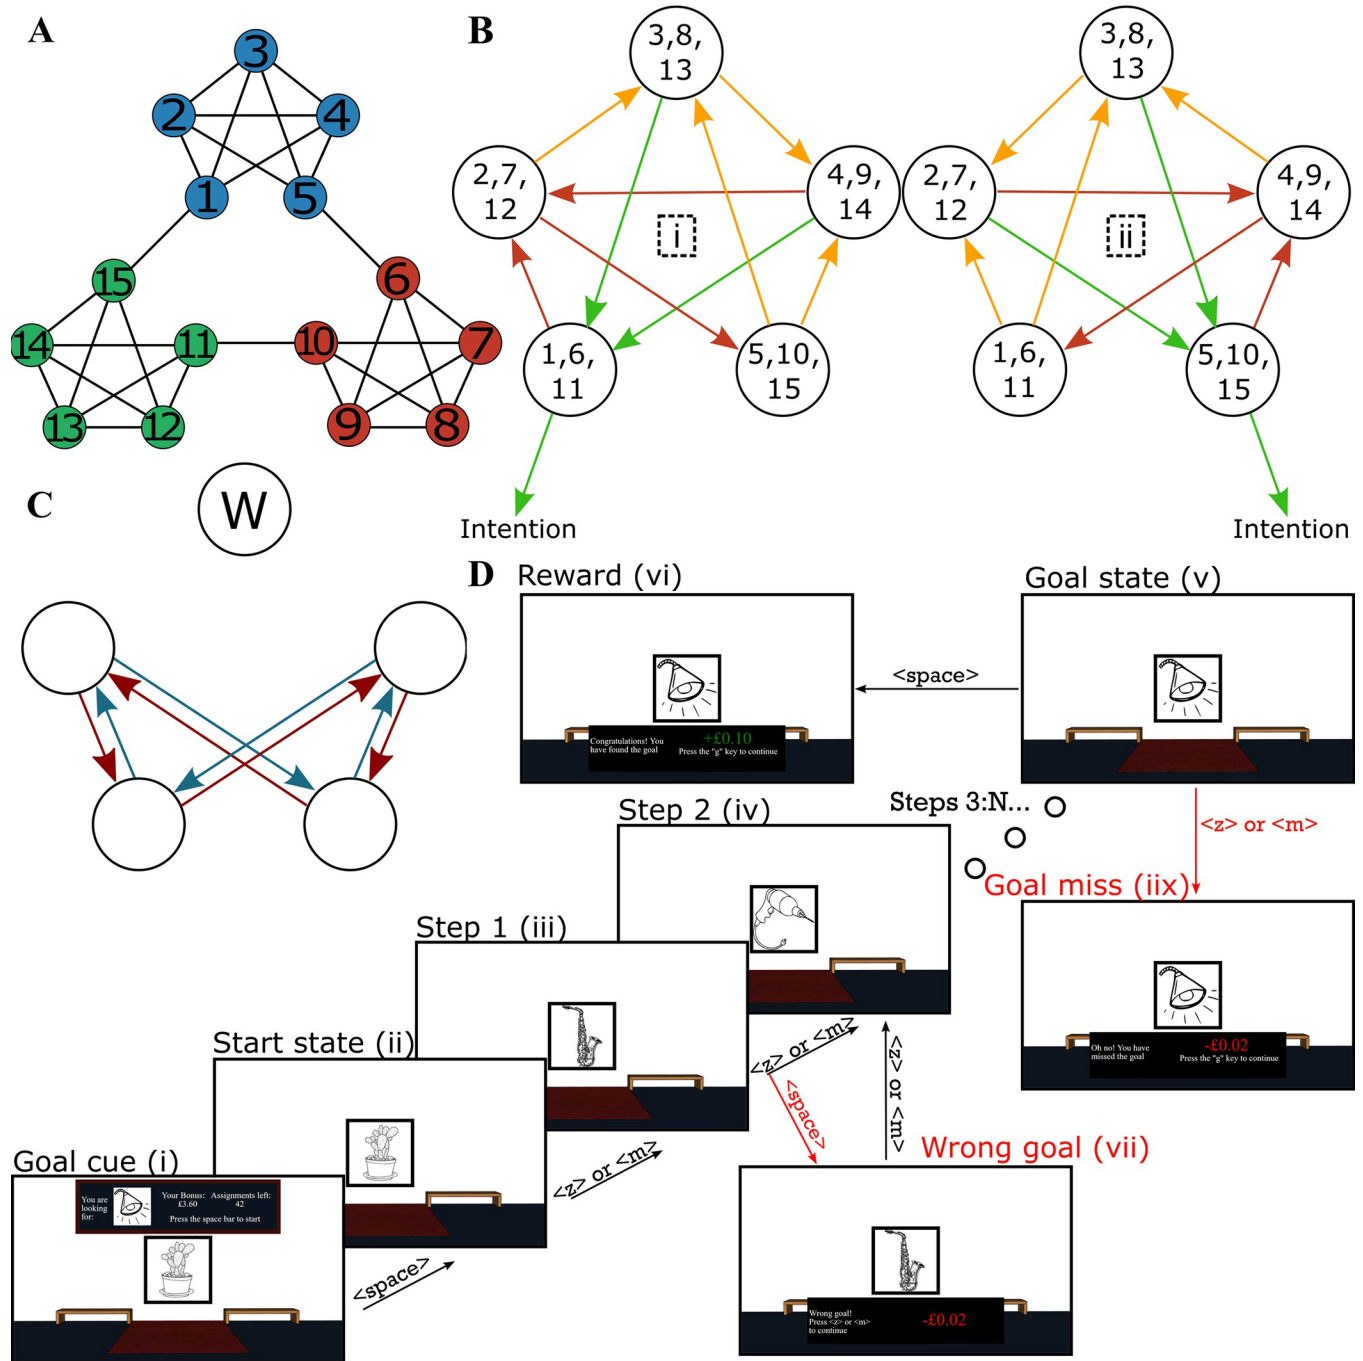 A
3
2
4
1
5
15
6
14
11
10
7
13
12
9
8
B
3,8,
13
2,7,
12
4,9,
14
i
1,6,
11
5,10,
15
Intention
3,8,
13
2,7,
12
4,9,
14
ii
1,6,
11
5,10,
15
Intention
C
W
D
Reward (vi)
Congratulations! You
have found the goal
+£0.10
Press the "g" key to continue
<space>
Goal state (v)
<z> or <m>
Steps 3:N...
Goal miss (iix)
Oh no! You have
missed the goal
-£0.02
Press the "g" key to continue
Step 2 (iv)
Step 1 (iii)
<z> or <m>
<space>
<z> or <m>
Start state (ii)
<z> or <m>
Wrong goal (vii)
Wrong goal!
Press <z> or <m>
to continue
-£0.02
Goal cue (i)
You are
looking
for:
Your Bonus:
£3.60
Assignments left:
42
Press the space bar to start
<space>